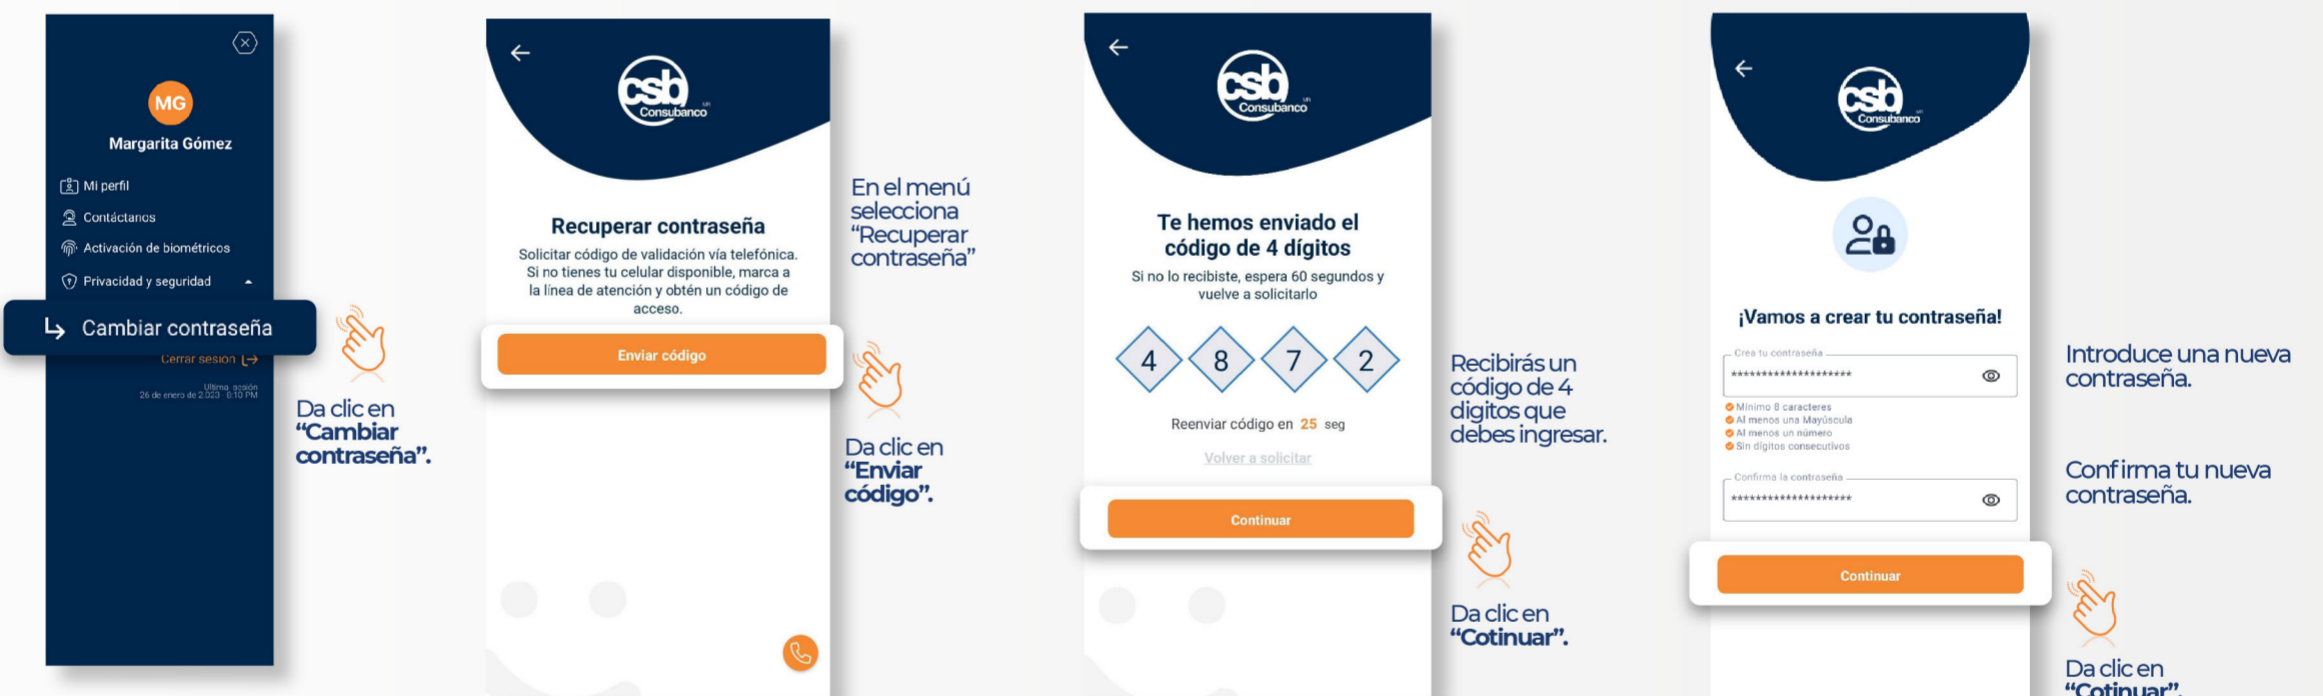 MG
Margarita Gómez
Mi perfil
Contáctanos
Activación de biométricos
Privacidad y seguridad
Cambiar contraseña
Cerrar sesión
Ultima sesión
26 de enero de 2.023 8:10 PM
Da clic en
“Cambiar
contraseña”.
csb
Consubanco
Recuperar contraseña
Solicitar código de validación vía telefónica.
Si no tienes tu celular disponible, marca a
la línea de atención y obtén un código de
acceso.
Enviar código
En el menú
selecciona
“Recuperar
contraseña”
Da clic en
“Enviar
código”.
csb
Consubanco
Te hemos enviado el
código de 4 dígitos
Si no lo recibiste, espera 60 segundos y
vuelve a solicitarlo
4 8 7 2
Reenviar código en 25 seg
Volver a solicitar
Continuar
Recibirás un
código de 4
digitos que
debes ingresar.
Da clic en
“Cotinuar”.
csb
Consubanco
¡Vamos a crear tu contraseña!
Crea tu contraseña
********************
Mínimo 8 caracteres
Al menos una Mayúscula
Al menos un número
Sin dígitos consecutivos
Confirma la contraseña
********************
Continuar
Introduce una nueva
contraseña.
Confirma tu nueva
contraseña.
Da clic en
“Cotinuar”.